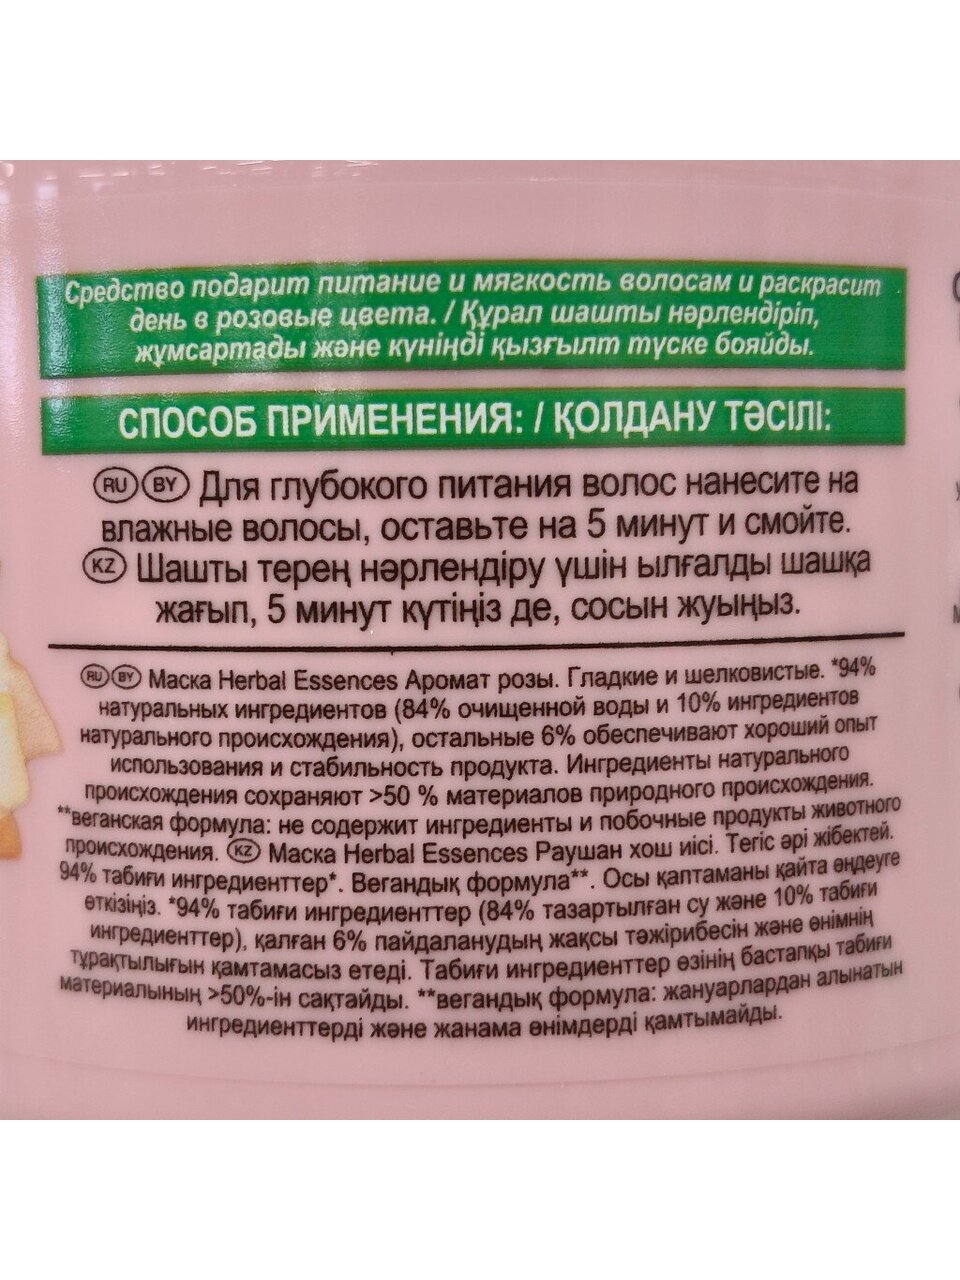 Средство подарит питание и мягкость волосам и раскрасит
день в розовые цвета. / Құрал шашты нәрлендіріп,
жұмсартады және күніңді қызғылт түске бояйды.
СПОСОБ ПРИМЕНЕНИЯ: / ҚОЛДАНУ ТӘСІЛІ:
RU BY Для глубокого питания волос нанесите на
влажные волосы, оставьте на 5 минут и смойте.
KZ Шашты терең нәрлендіру үшін ылғалды шашқа
жағып, 5 минут күтіңіз де, сосын жуыңыз.
RU BY Маска Herbal Essences Аромат розы. Гладкие и шелковистые. *94%
натуральных ингредиентов (84% очищенной воды и 10% ингредиентов
натурального происхождения), остальные 6% обеспечивают хороший опыт
использования и стабильность продукта. Ингредиенты натурального
происхождения сохраняют >50 % материалов природного происхождения.
**веганская формула: не содержит ингредиенты и побочные продукты животного
происхождения. KZ Маска Herbal Essences Раушан хош иісі. Тегіс әрі жібектей.
94% табиғи ингредиенттер*. Вегандық формула**. Осы қаптаманы қайта өңдеуге
өткізіңіз. *94% табиғи ингредиенттер (84% тазартылған су және 10% табиғи
ингредиенттер), қалған 6% пайдаланудың жақсы тәжірибесін және өнімнің
тұрақтылығын қамтамасыз етеді. Табиғи ингредиенттер өзінің бастапқы табиғи
материалының >50%-ін сақтайды. **вегандық формула: жануарлардан алынатын
ингредиенттерді және жанама өнімдерді қамтымайды.